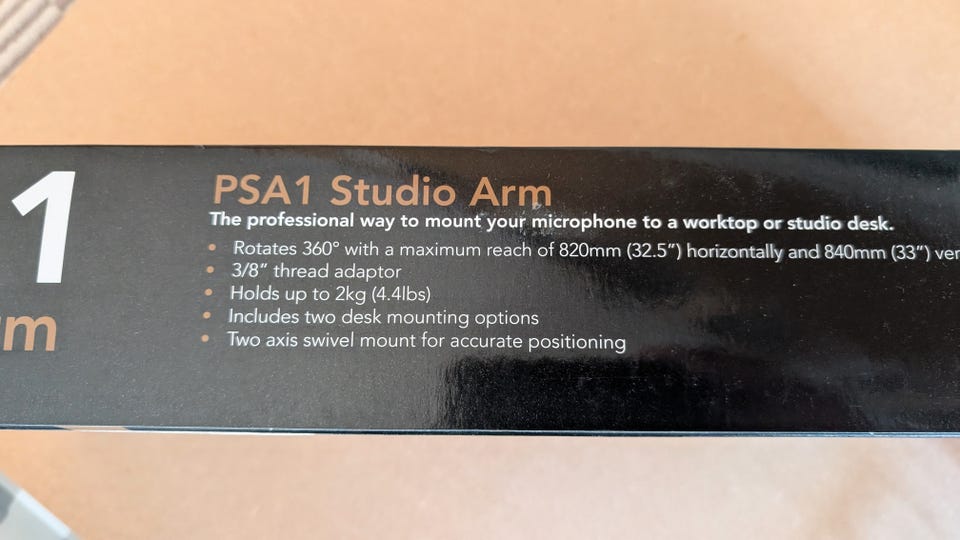 1
PSA1 Studio Arm
The professional way to mount your microphone to a worktop or studio desk.
• Rotates 360° with a maximum reach of 820mm (32.5”) horizontally and 840mm (33”) ver
• 3/8” thread adaptor
• Holds up to 2kg (4.4lbs)
• Includes two desk mounting options
• Two axis swivel mount for accurate positioning
m